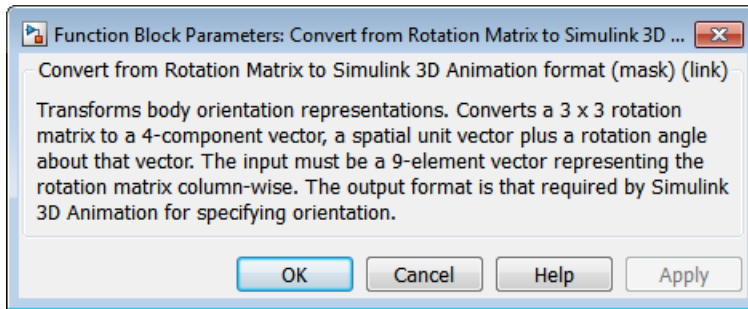 Function Block Parameters: Convert from Rotation Matrix to Simulink 3D ...
Convert from Rotation Matrix to Simulink 3D Animation format (mask) (link)
Transforms body orientation representations. Converts a 3 x 3 rotation
matrix to a 4-component vector, a spatial unit vector plus a rotation angle
about that vector. The input must be a 9-element vector representing the
rotation matrix column-wise. The output format is that required by Simulink
3D Animation for specifying orientation.
OK Cancel Help Apply